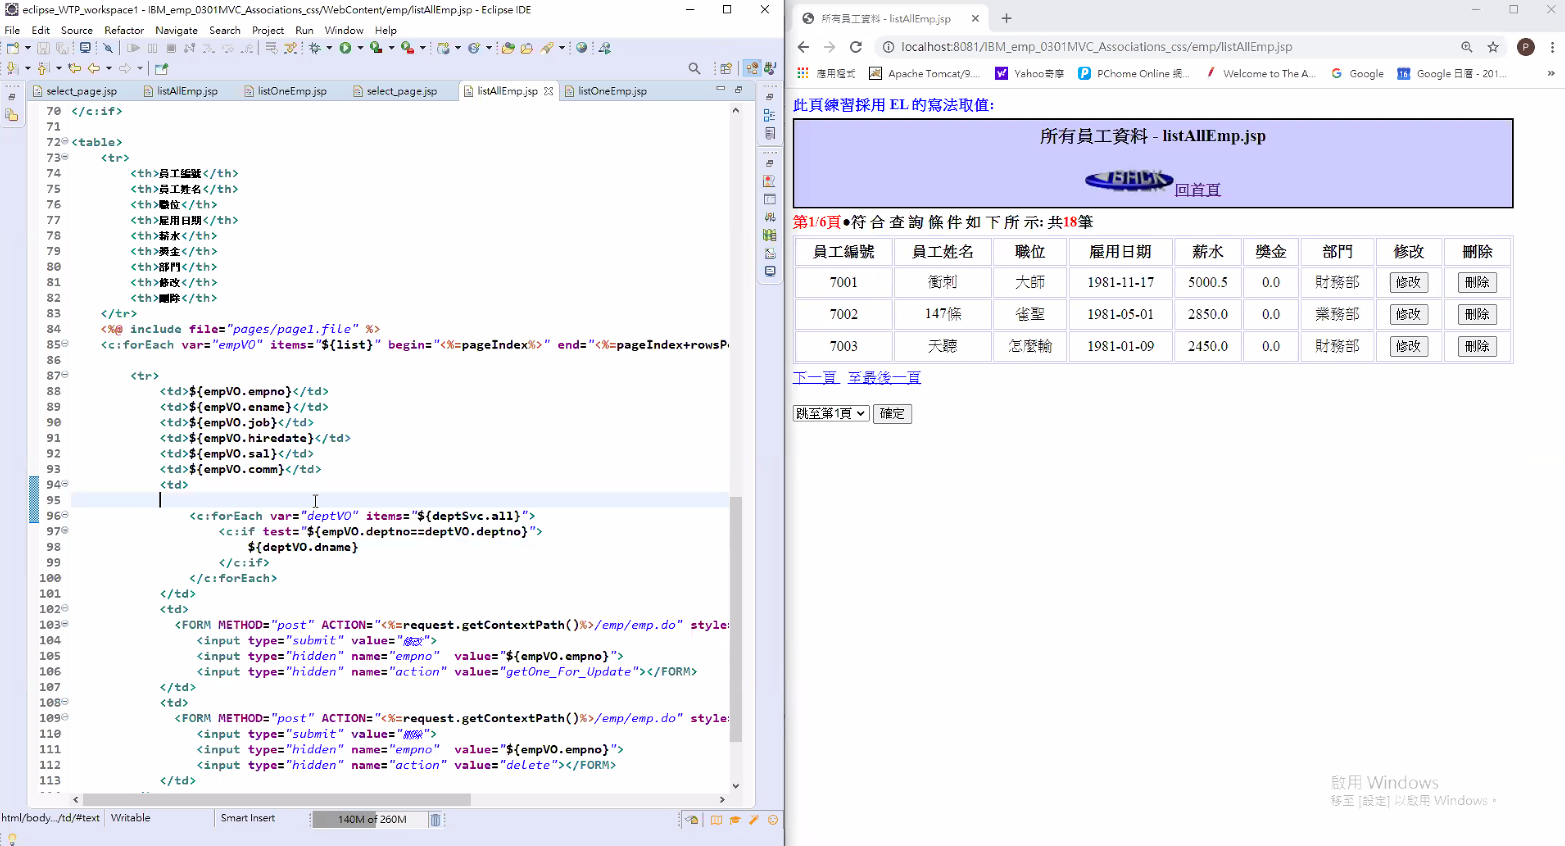 eclipse_WTP_workspace1 - IBM_emp_0301MVC_Associations_css/WebContent/emp/listAllEmp.jsp - Eclipse IDE
File Edit Source Refactor Navigate Search Project Run Window Help
select_page.jsp listAllEmp.jsp listOneEmp.jsp select_page.jsp listAllEmp.jsp listOneEmp.jsp
70 </c:if>
71
72 <table>
73 <tr>
74 <th>員工編號</th>
75 <th>員工姓名</th>
76 <th>職位</th>
77 <th>雇用日期</th>
78 <th>薪水</th>
79 <th>獎金</th>
80 <th>部門</th>
81 <th>修改</th>
82 <th>刪除</th>
83 </tr>
84 <%@ include file="pages/page1.file" %>
85 <c:forEach var="empVO" items="${list}" begin="<%=pageIndex%>" end="<%=pageIndex+rowsPe
86
87 <tr>
88 <td>${empVO.empno}</td>
89 <td>${empVO.ename}</td>
90 <td>${empVO.job}</td>
91 <td>${empVO.hiredate}</td>
92 <td>${empVO.sal}</td>
93 <td>${empVO.comm}</td>
94 <td>
95
96 <c:forEach var="deptVO" items="${deptSvc.all}">
97 <c:if test="${empVO.deptno==deptVO.deptno}">
98 ${deptVO.dname}
99 </c:if>
100 </c:forEach>
101 </td>
102 <td>
103 <FORM METHOD="post" ACTION="<%=request.getContextPath()%>/emp/emp.do" style=
104 <input type="submit" value="修改">
105 <input type="hidden" name="empno" value="${empVO.empno}">
106 <input type="hidden" name="action" value="getOne_For_Update"></FORM>
107 </td>
108 <td>
109 <FORM METHOD="post" ACTION="<%=request.getContextPath()%>/emp/emp.do" style=
110 <input type="submit" value="刪除">
111 <input type="hidden" name="empno" value="${empVO.empno}">
112 <input type="hidden" name="action" value="delete"></FORM>
113 </td>
html/body.../td/#text Writable Smart Insert 140M of 260M
所有員工資料 - listAllEmp.jsp
localhost:8081/IBM_emp_0301MVC_Associations_css/emp/listAllEmp.jsp P
應用程式 Apache Tomcat/9.... Yahoo奇摩 PChome Online 網... Welcome to The A... Google Google 日曆 - 201... »
此頁練習採用 EL 的寫法取值:
所有員工資料 - listAllEmp.jsp
BACK 回首頁
第1/6頁●符 合 查 詢 條 件 如 下 所 示: 共18筆
員工編號 員工姓名 職位 雇用日期 薪水 獎金 部門 修改 刪除
7001 衝刺 大師 1981-11-17 5000.5 0.0 財務部 修改 刪除
7002 147條 雀聖 1981-05-01 2850.0 0.0 業務部 修改 刪除
7003 天聽 怎麼輸 1981-01-09 2450.0 0.0 財務部 修改 刪除
下一頁 至最後一頁
跳至第1頁 確定
啟用 Windows
移至 [設定] 以啟用 Windows。